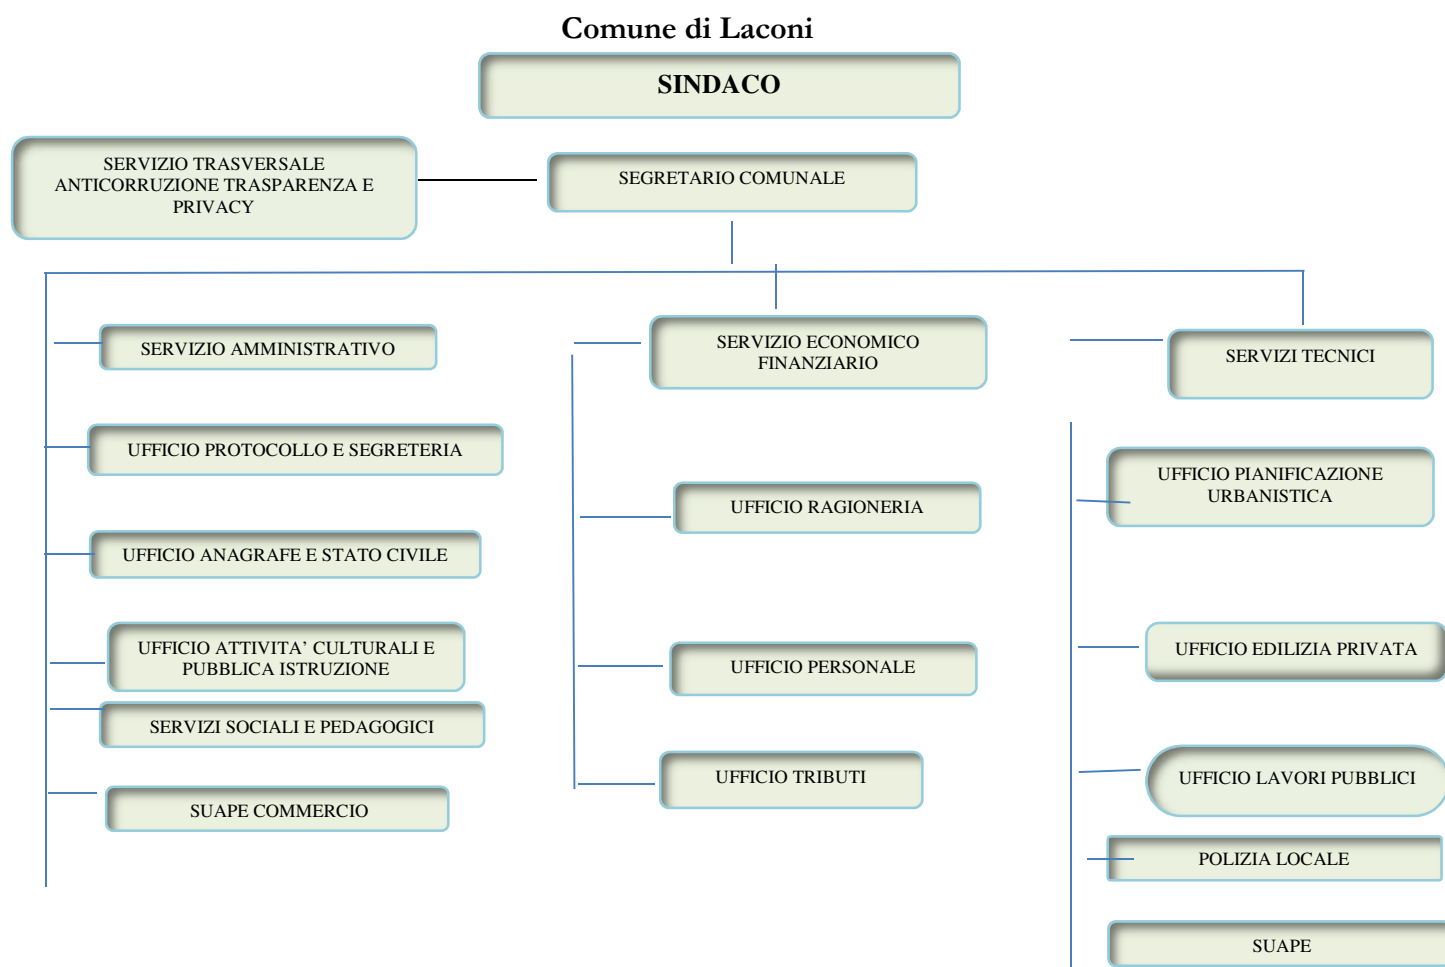 Comune di Laconi
SINDACO
SERVIZIO TRASVERSALE
ANTICORRUZIONE TRASPARENZA E
PRIVACY
SEGRETARIO COMUNALE
SERVIZIO AMMINISTRATIVO
UFFICIO PROTOCOLLO E SEGRETERIA
UFFICIO ANAGRAFE E STATO CIVILE
UFFICIO ATTIVITA’ CULTURALI E
PUBBLICA ISTRUZIONE
SERVIZI SOCIALI E PEDAGOGICI
SUAPE COMMERCIO
SERVIZIO ECONOMICO
FINANZIARIO
UFFICIO RAGIONERIA
UFFICIO PERSONALE
UFFICIO TRIBUTI
SERVIZI TECNICI
UFFICIO PIANIFICAZIONE
URBANISTICA
UFFICIO EDILIZIA PRIVATA
UFFICIO LAVORI PUBBLICI
POLIZIA LOCALE
SUAPE